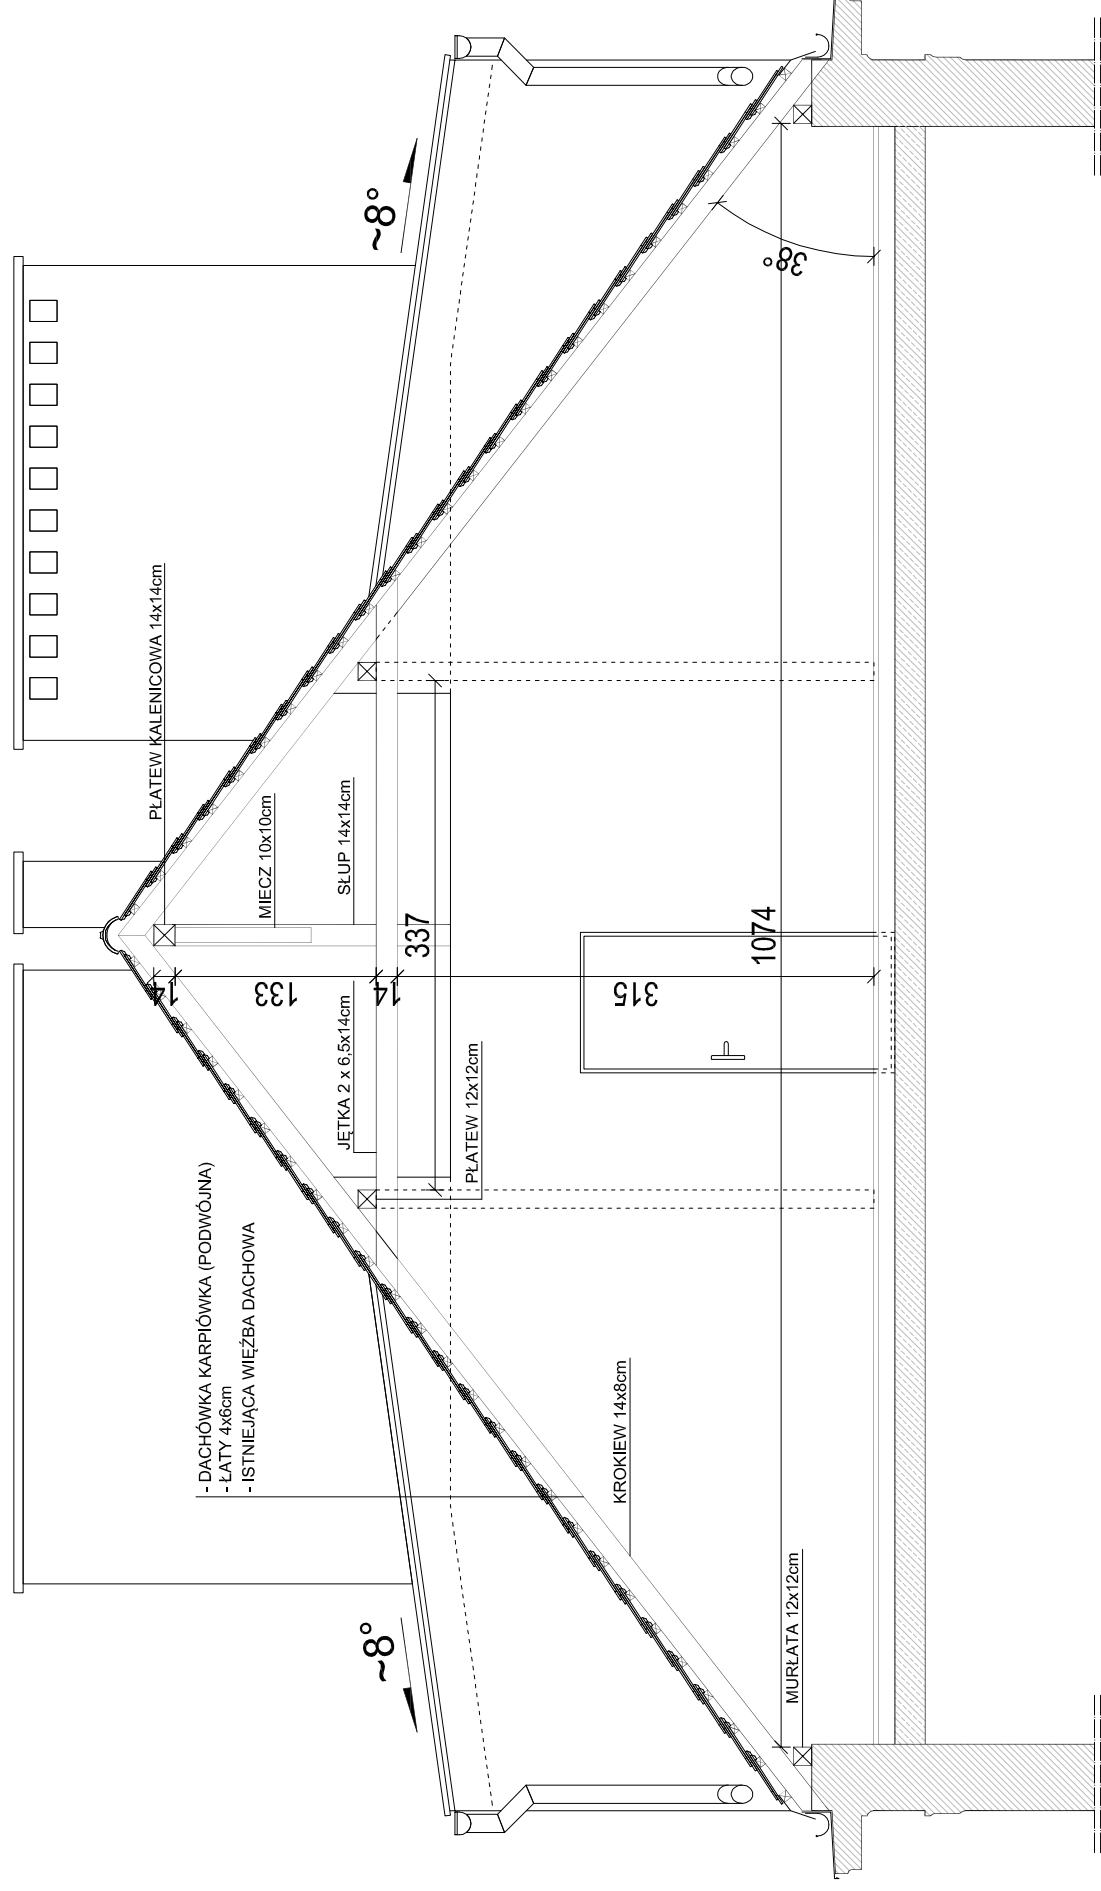 - DACHÓWKA KARPIÓWKA (PODWÓJNA)
- ŁATY 4x6cm
- ISTNIEJĄCA WIĘŹBA DACHOWA
PŁATEW KALENICOWA 14x14cm
MIECZ 10x10cm
SŁUP 14x14cm
JĘTKA 2 x 6,5x14cm
PŁATEW 12x12cm
KROKIEW 14x8cm
MURŁATA 12x12cm
~8°
~8°
38°
14
133
14
315
337
1074